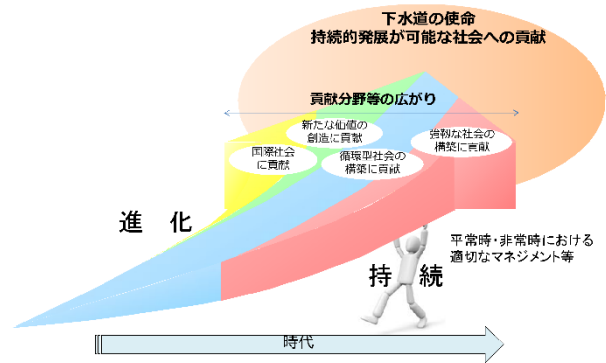 下水道の使命
持続的発展が可能な社会への貢献
貢献分野等の広がり
新たな価値の
創造に貢献
強靱な社会の
構築に貢献
国際社会
に貢献
循環型社会の
構築に貢献
進 化
平常時・非常時における
適切なマネジメント等
持 続
時代